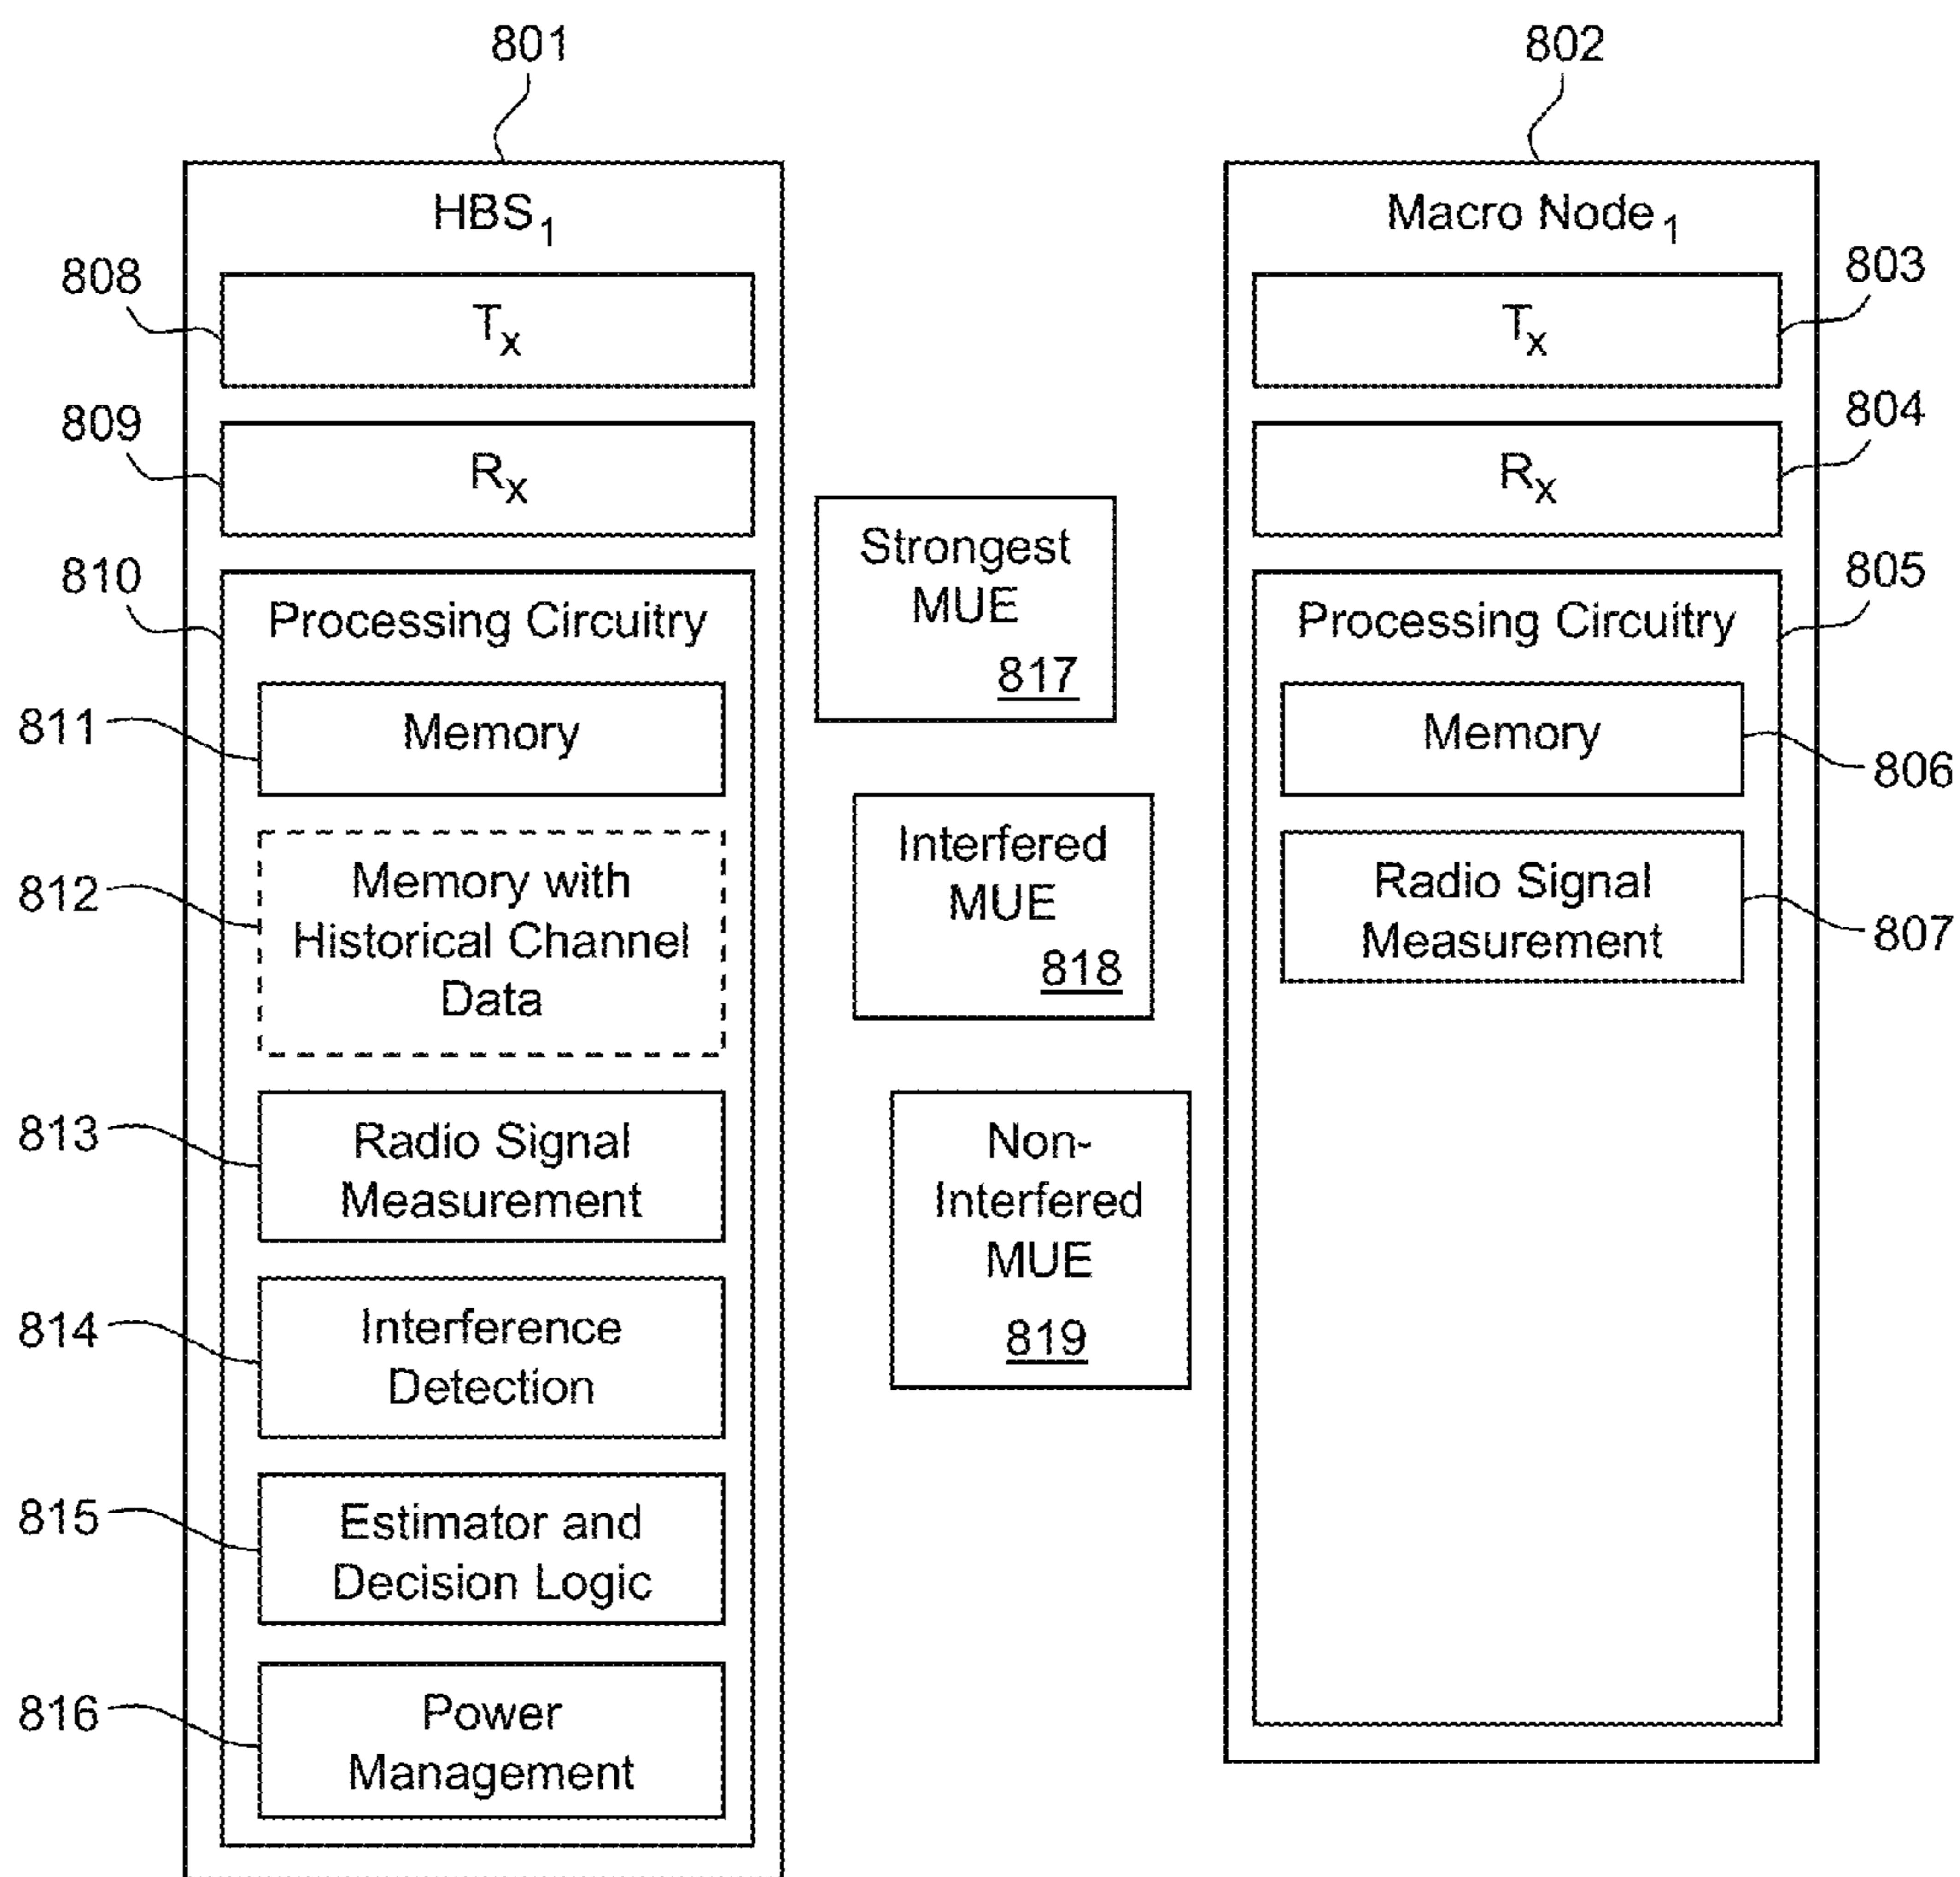 801
802
HBS1
Macro Node1
808
Tx
803
Tx
809
Rx
804
Rx
810
Processing Circuitry
805
Processing Circuitry
Strongest
MUE
817
811
Memory
Memory
806
812
Memory with
Historical Channel
Data
Interfered
MUE
818
Radio Signal
Measurement
807
813
Radio Signal
Measurement
Non-
Interfered
MUE
819
814
Interference
Detection
815
Estimator and
Decision Logic
816
Power
Management